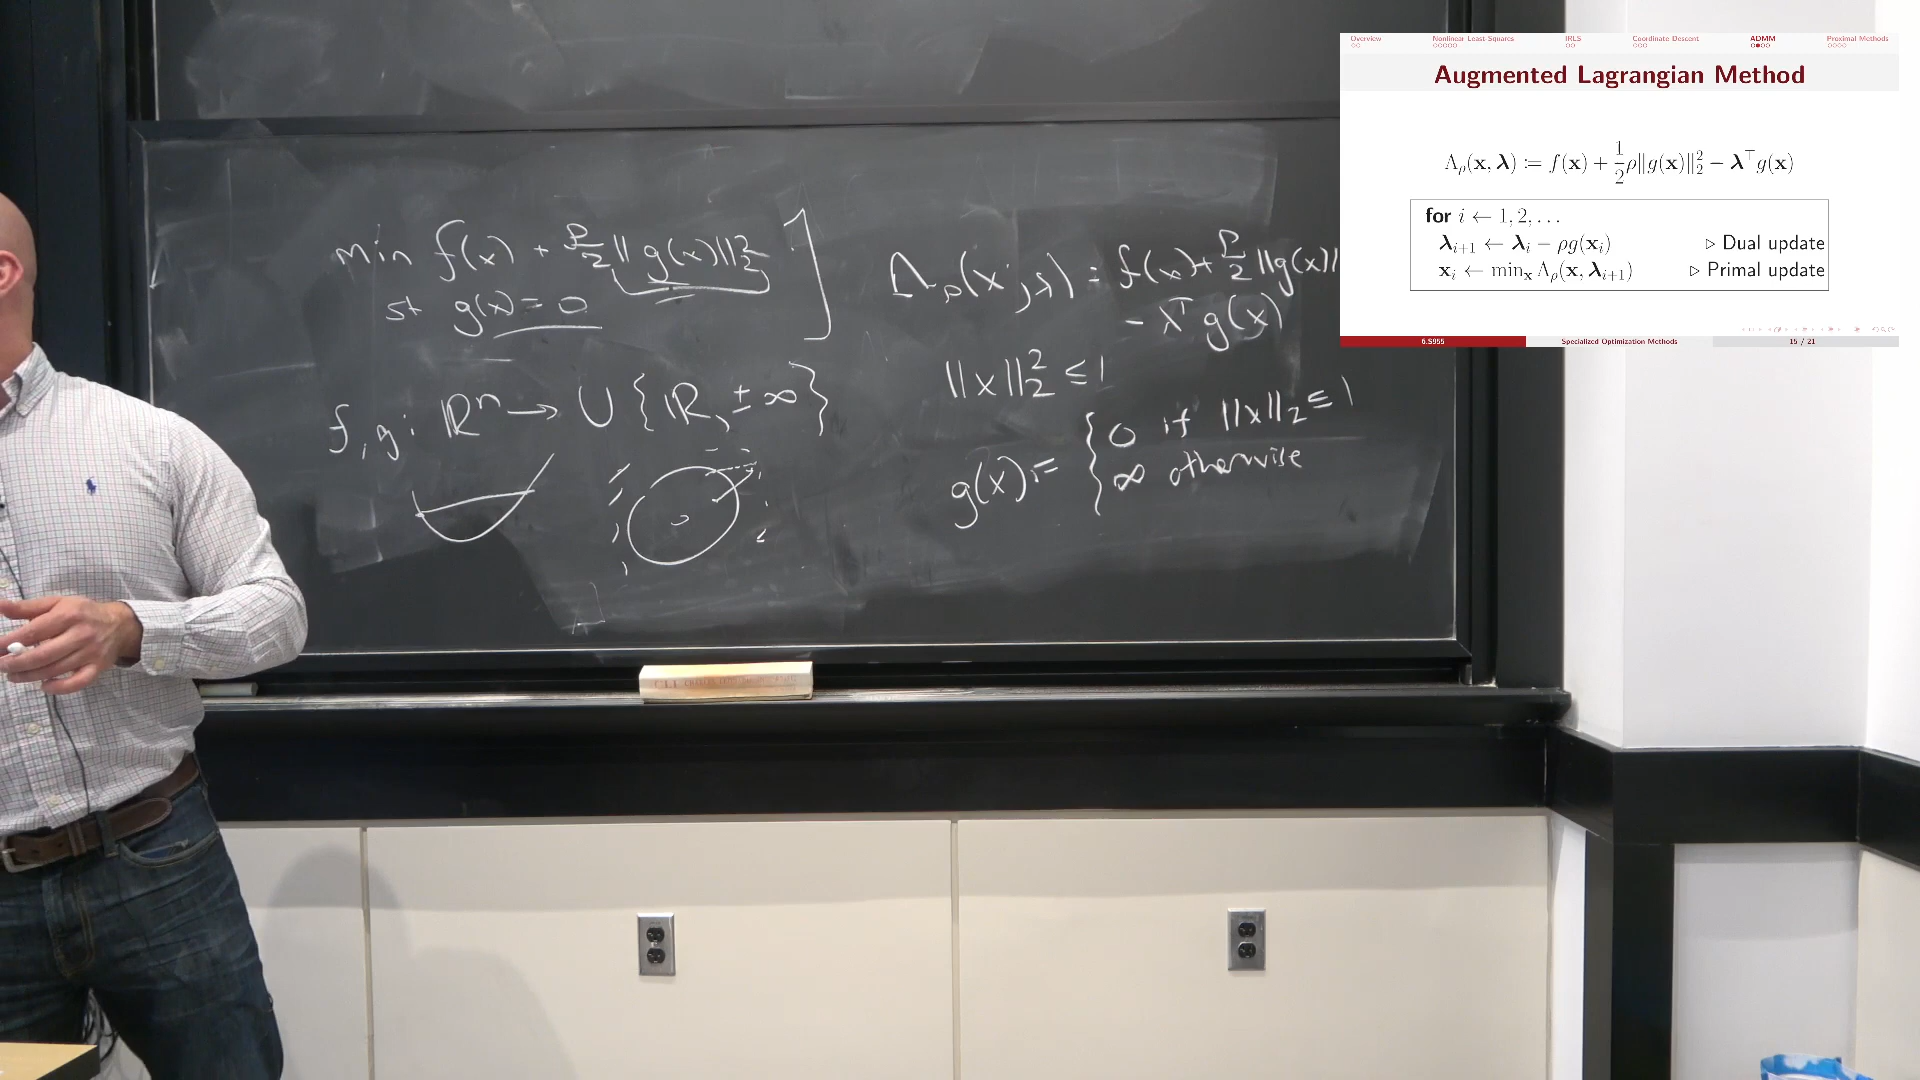 min f(x) + ρ/2 ||g(x)||₂²
st g(x) = 0
f, g : ℝⁿ → ∪ {ℝ, ± ∞}
Λρ(x; λ) = f(x) + ρ/2 ||g(x)||
- λᵀ g(x)
||x||₂² ≤ 1
g(x) := { 0 if ||x||₂ ≤ 1
∞ otherwise
Overview Nonlinear Least-Squares IRLS Coordinate Descent ADMM Proximal Methods
Augmented Lagrangian Method
Λρ(x, λ) := f(x) + 1/2 ρ||g(x)||₂² − λ⊤g(x)
for i ← 1, 2, . . .
λᵢ₊₁ ← λᵢ − ρg(xᵢ) ▷ Dual update
xᵢ ← minₓ Λρ(x, λᵢ₊₁) ▷ Primal update
6.S955 Specialized Optimization Methods 15 / 21